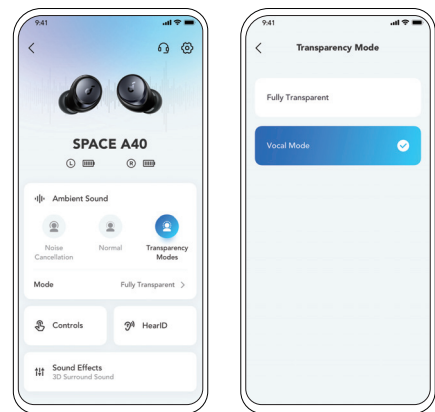 9:41
SPACE A40
L
R
Ambient Sound
Noise
Cancellation
Normal
Transparency
Modes
Mode
Fully Transparent
Controls
HearID
Sound Effects
3D Surround Sound
9:41
Transparency Mode
Fully Transparent
Vocal Mode